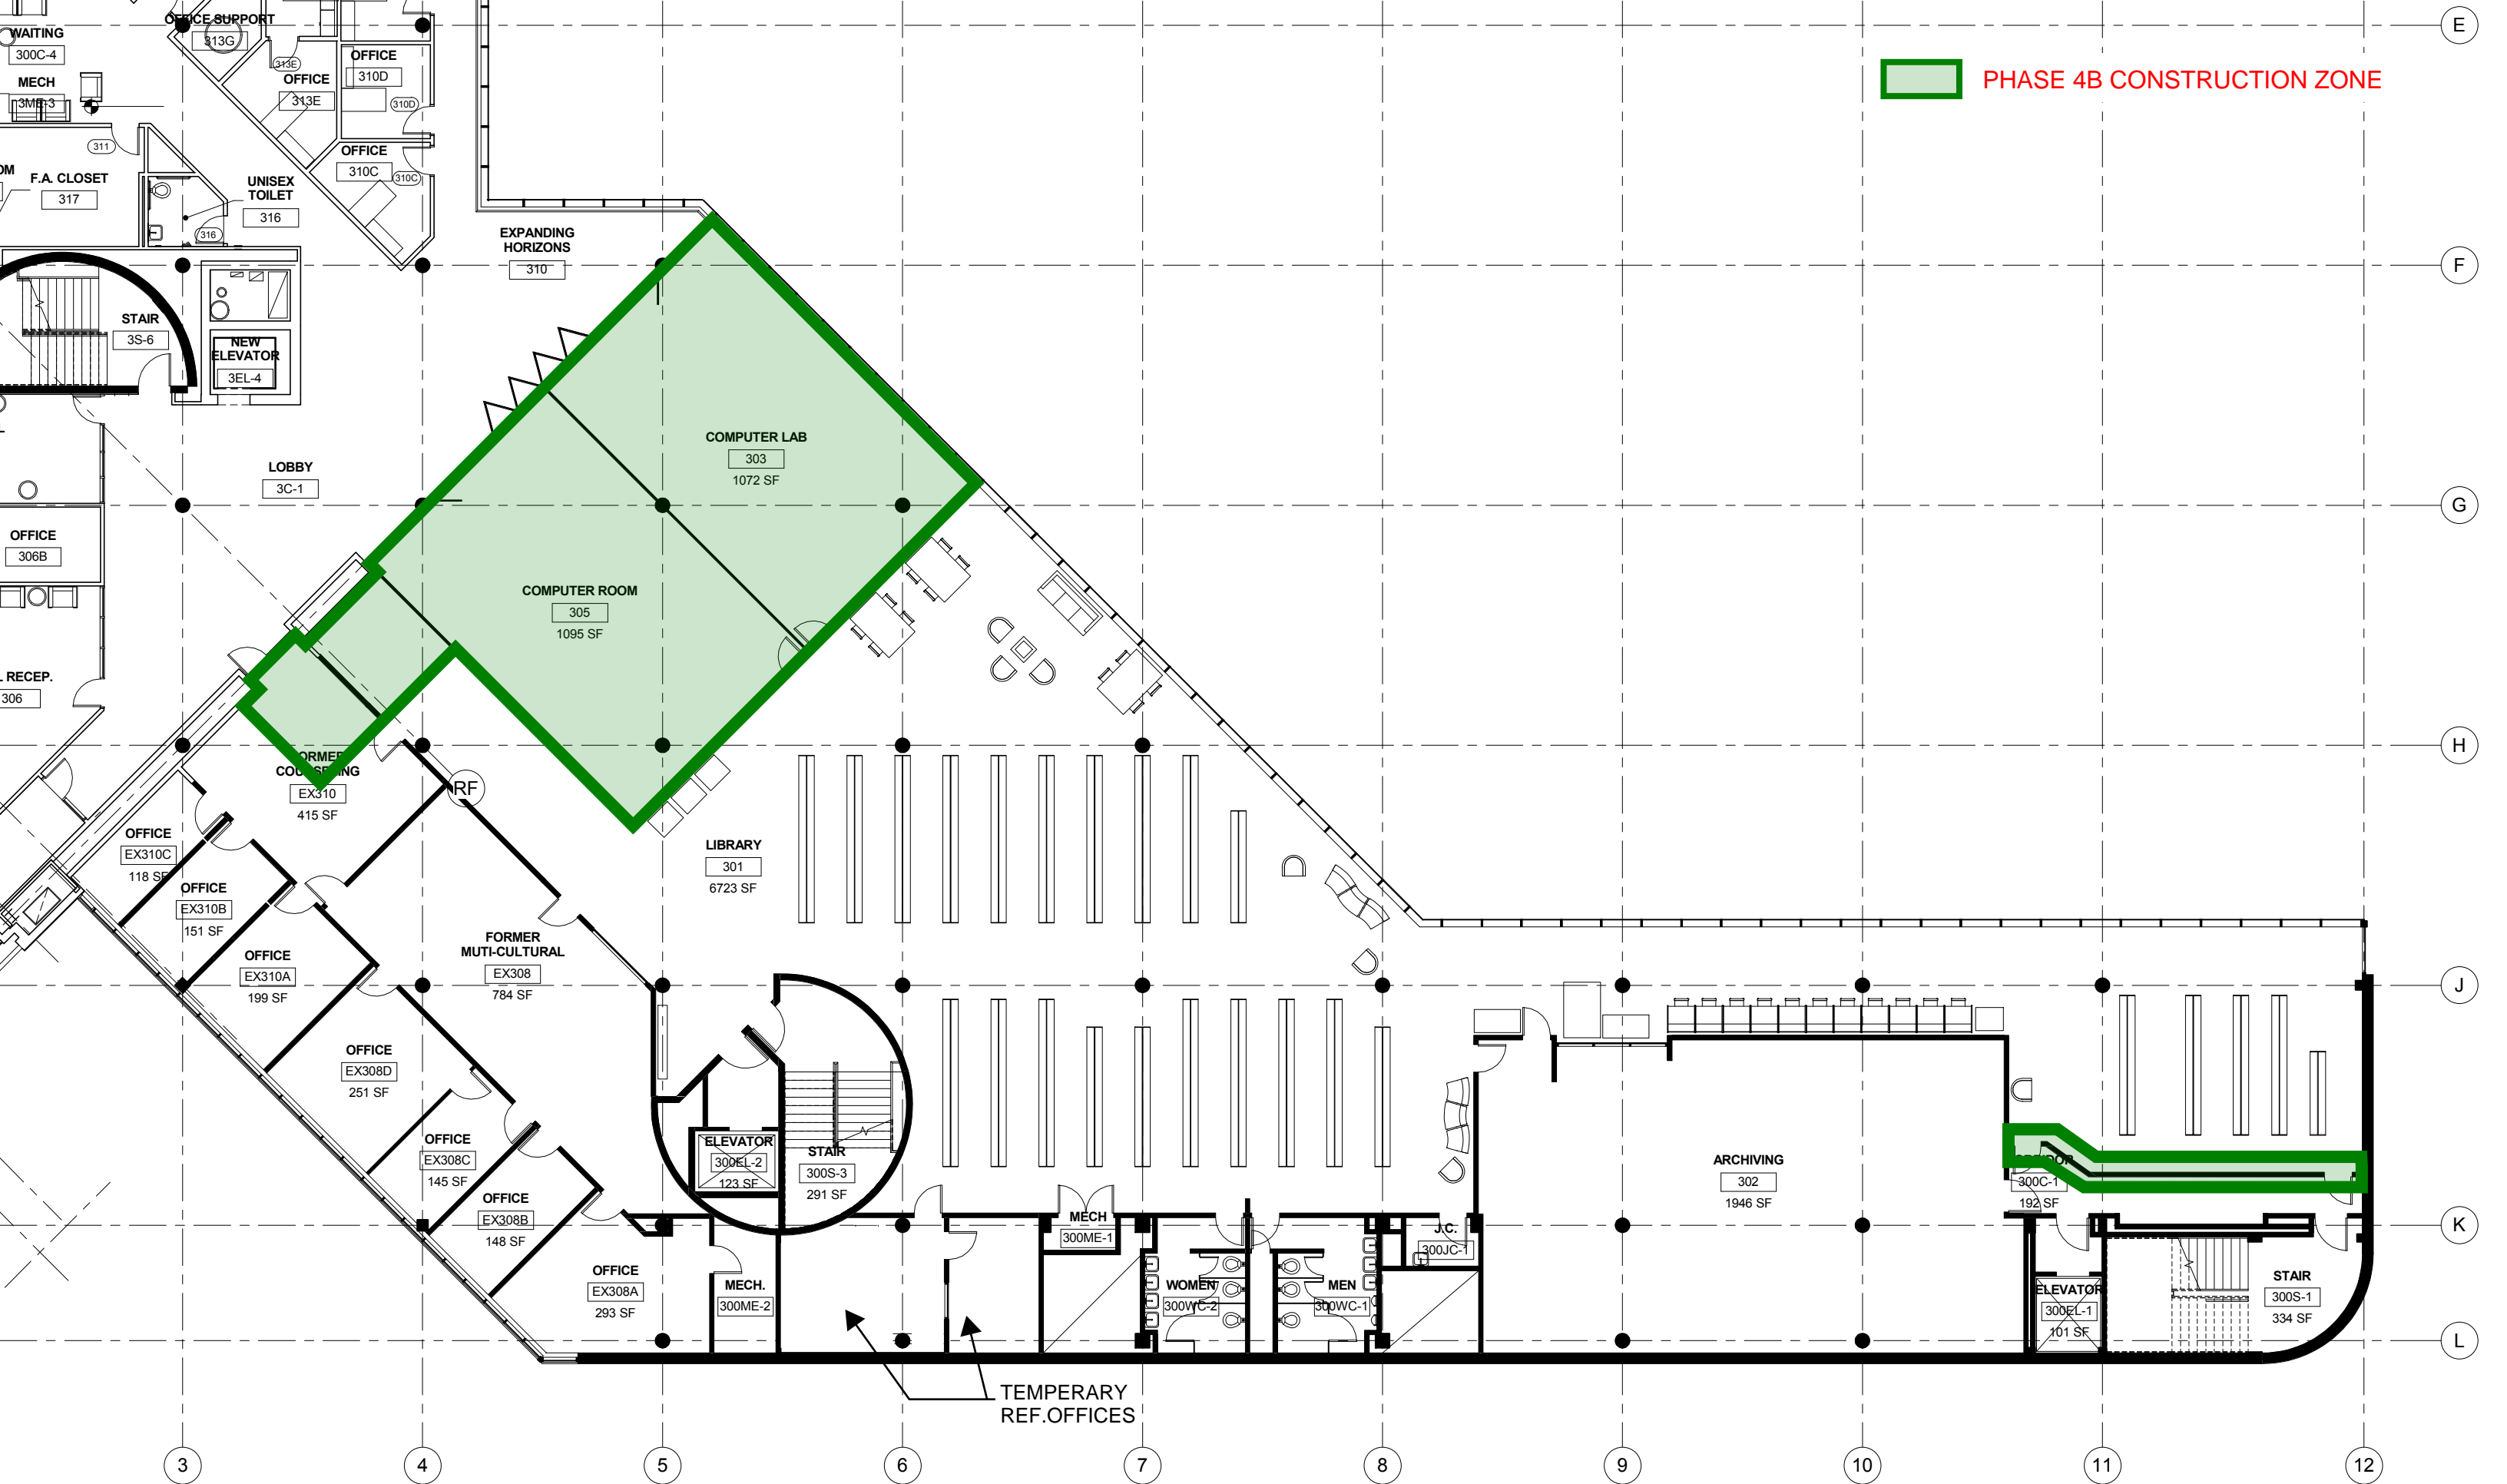 E
PHASE 4B CONSTRUCTION ZONE
OFFICE SUPPORT
313G
WAITING
300C-4
MECH
313E
OFFICE
313E
OFFICE
310D
310D
311
OFFICE
310C
310C
OM
F.A. CLOSET
317
UNISEX
TOILET
316
316
EXPANDING
HORIZONS
310
F
STAIR
3S-6
NEW
ELEVATOR
3EL-4
COMPUTER LAB
303
1072 SF
LOBBY
3C-1
G
OFFICE
306B
COMPUTER ROOM
305
1095 SF
L RECEP.
306
H
EX310
415 SF
RF
OFFICE
EX310C
118 SF
OFFICE
EX310B
151 SF
LIBRARY
301
6723 SF
FORMER
MUTI-CULTURAL
EX308
784 SF
OFFICE
EX310A
199 SF
J
OFFICE
EX308D
251 SF
OFFICE
EX308C
145 SF
ELEVATOR
300EL-2
123 SF
STAIR
300S-3
291 SF
ARCHIVING
302
1946 SF
300C-1
192 SF
OFFICE
EX308B
148 SF
MECH
300ME-1
J.C.
300JC-1
K
OFFICE
EX308A
293 SF
MECH.
300ME-2
WOMEN
300WC-2
MEN
300WC-1
ELEVATOR
300EL-1
101 SF
STAIR
300S-1
334 SF
L
TEMPERARY
REF.OFFICES
3
4
5
6
7
8
9
10
11
12